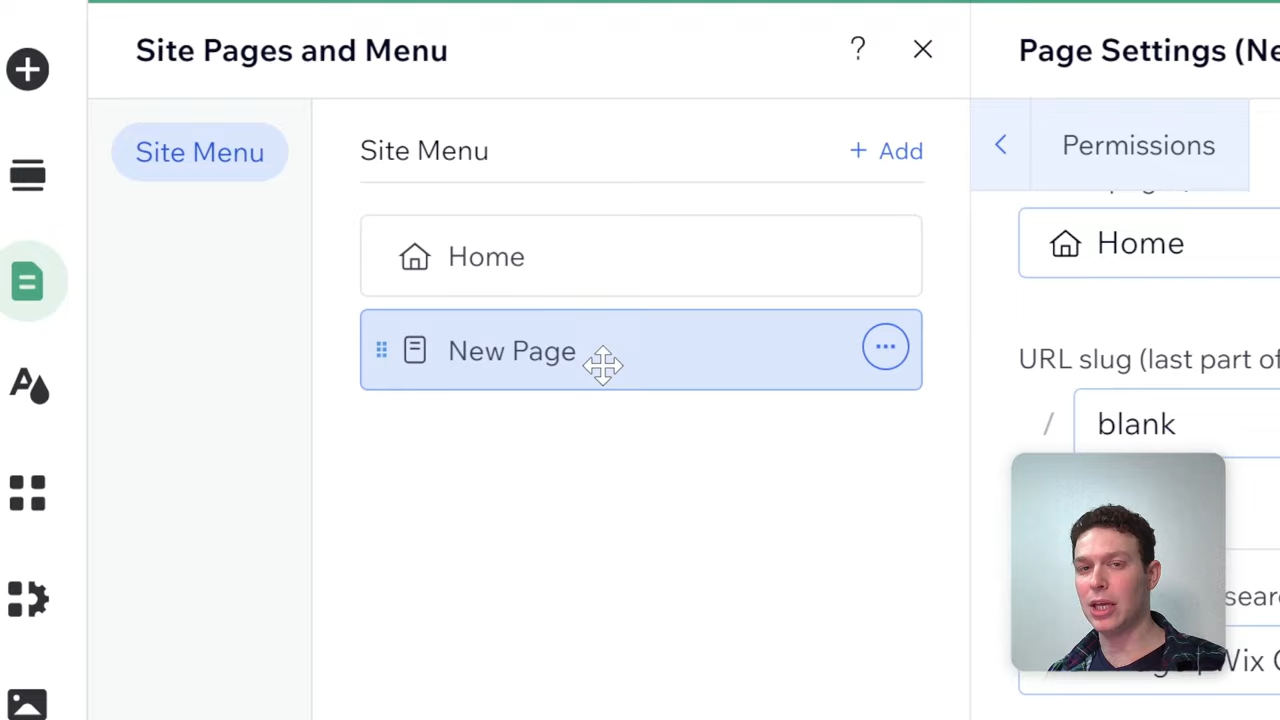 Site Pages and Menu
?
Page Settings (Ne
Site Menu
Site Menu
+ Add
Permissions
Home
Home
New Page
URL slug (last part of
/ blank
sear
| Wix